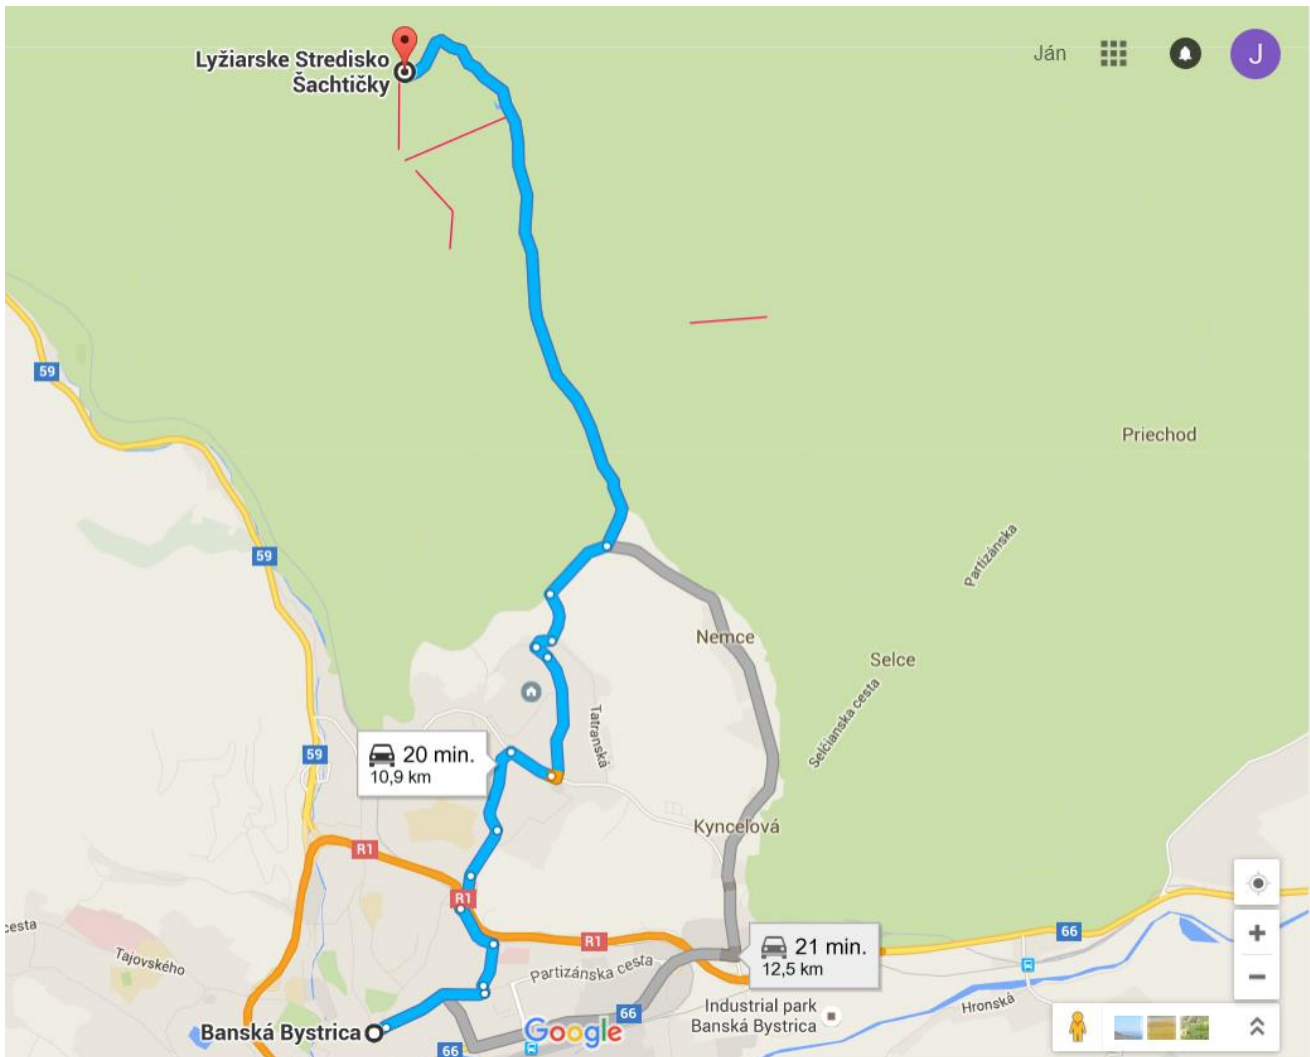 Lyžiarske Stredisko
Šachtičky
Ján
J
59
Priechod
59
Partizánska
Nemce
Selce
Selčianska cesta
Tatranská
59
20 min.
10,9 km
Kynceľová
R1
R1
cesta
Tajovského
R1
66
21 min.
12,5 km
Partizánska cesta
Hronská
Industrial park
Banská Bystrica
66
Banská Bystrica
Google
66